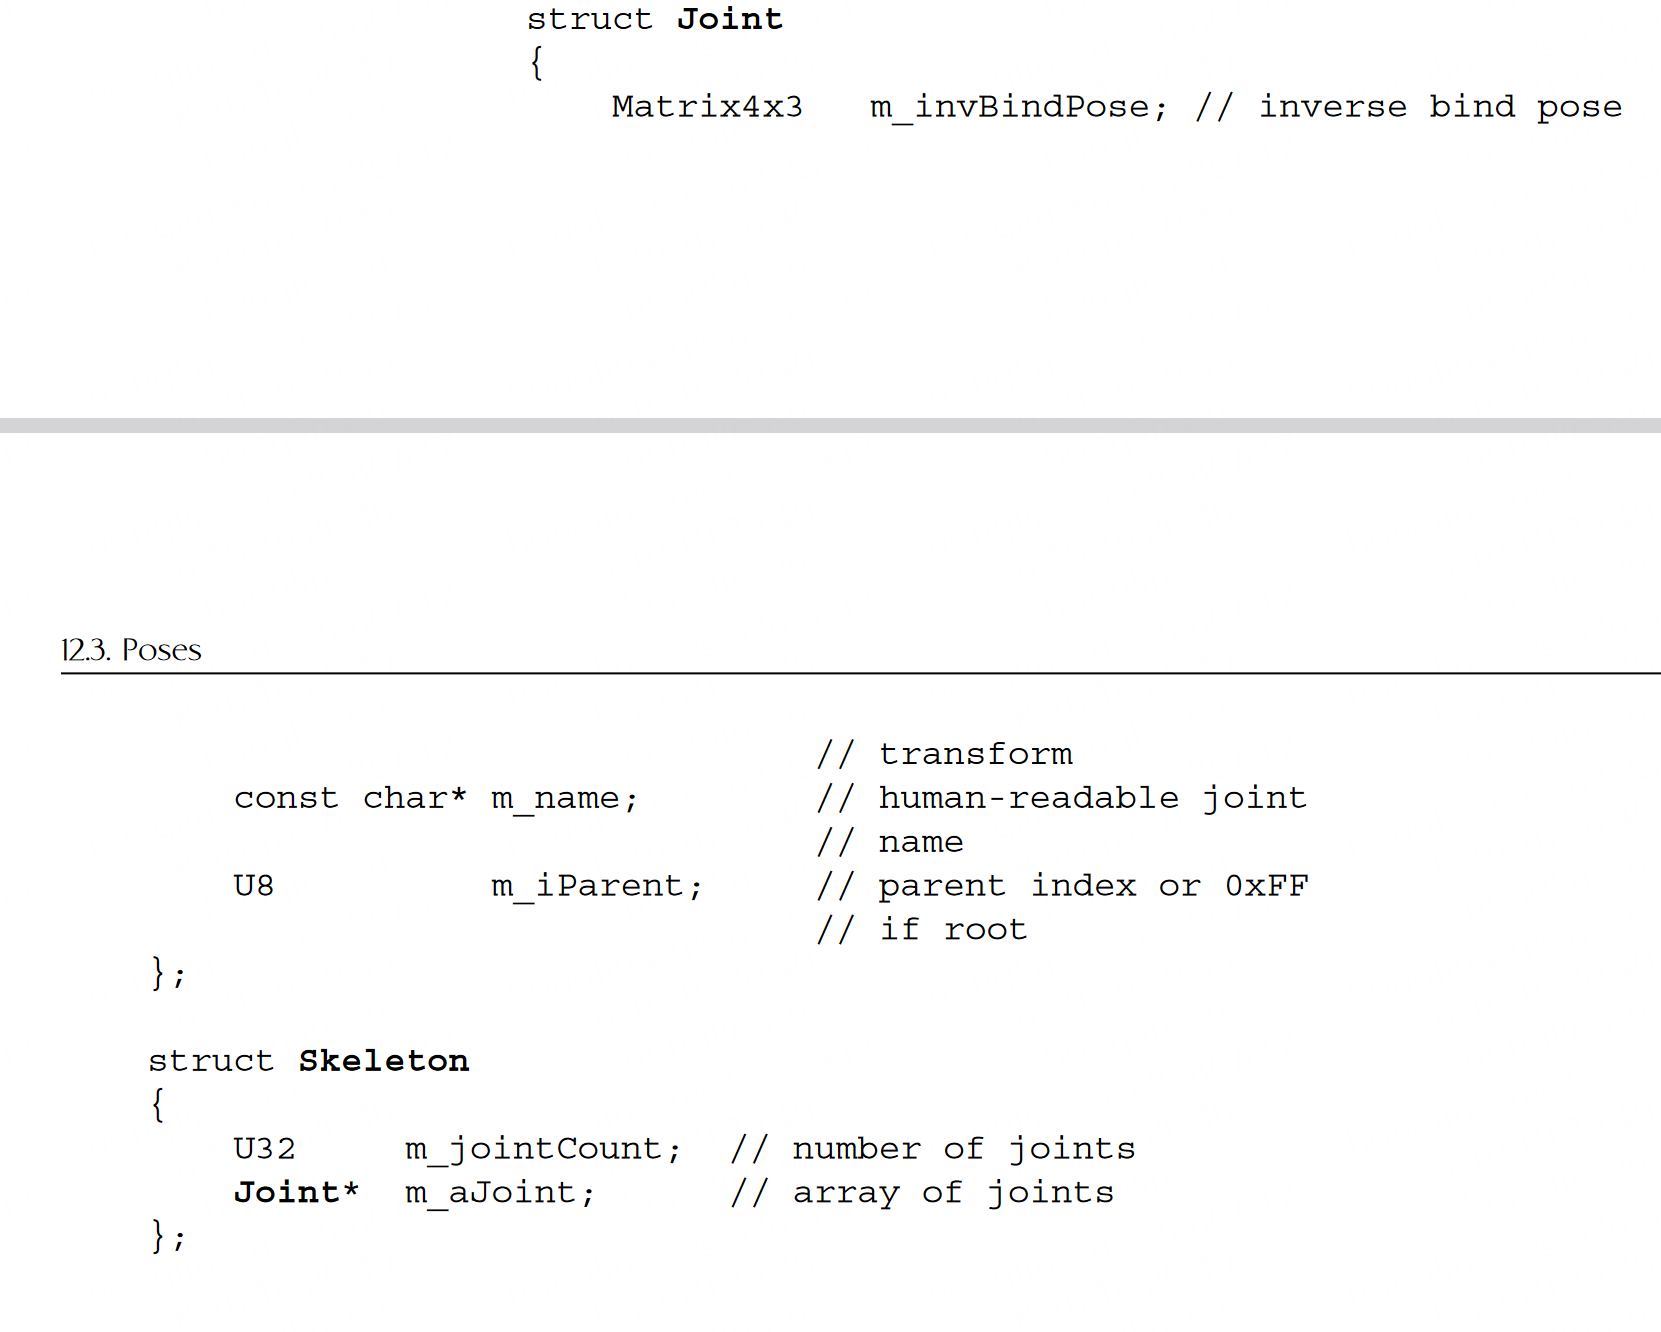 struct Joint
{
Matrix4x3 m_invBindPose; // inverse bind pose
12.3. Poses
// transform
const char* m_name; // human-readable joint
// name
U8 m_iParent; // parent index or 0xFF
// if root
};
struct Skeleton
{
U32 m_jointCount; // number of joints
Joint* m_aJoint; // array of joints
};